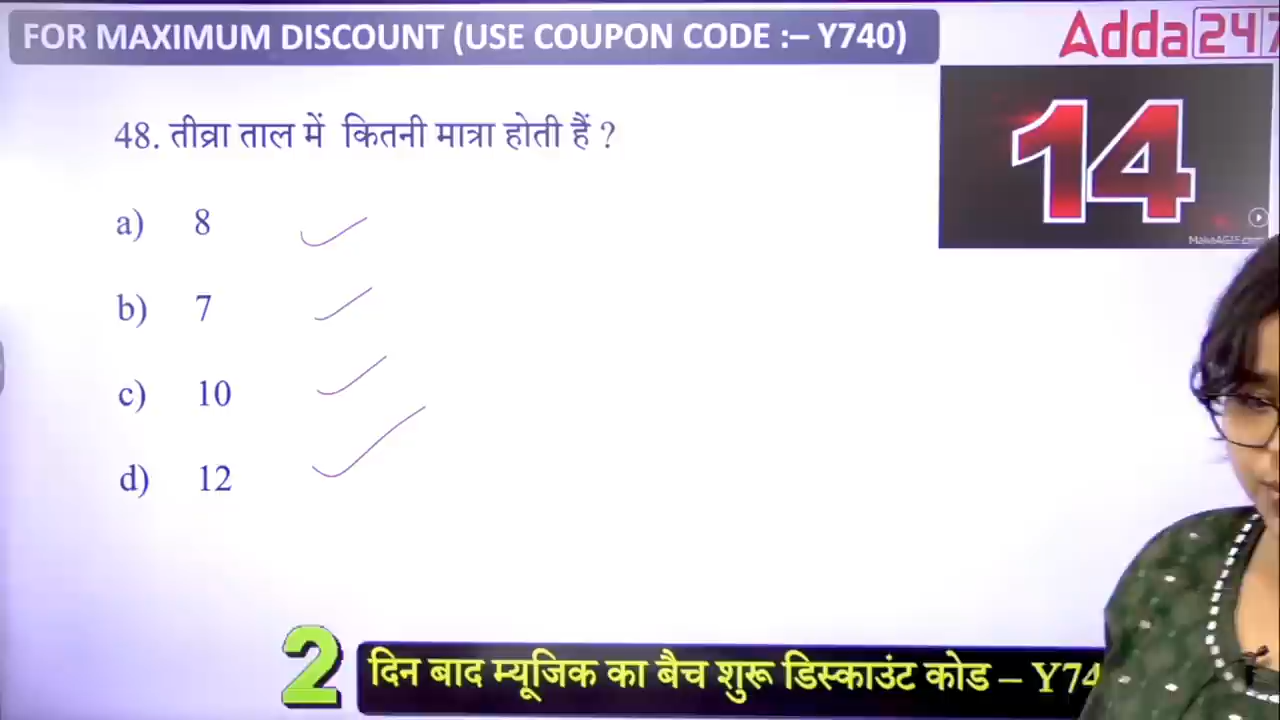 FOR MAXIMUM DISCOUNT (USE COUPON CODE :– Y740)
Adda247
14
48. तीव्रा ताल में कितनी मात्रा होती हैं ?
a) 8
b) 7
c) 10
d) 12
2 दिन बाद म्यूजिक का बैच शुरू डिस्काउंट कोड – Y74